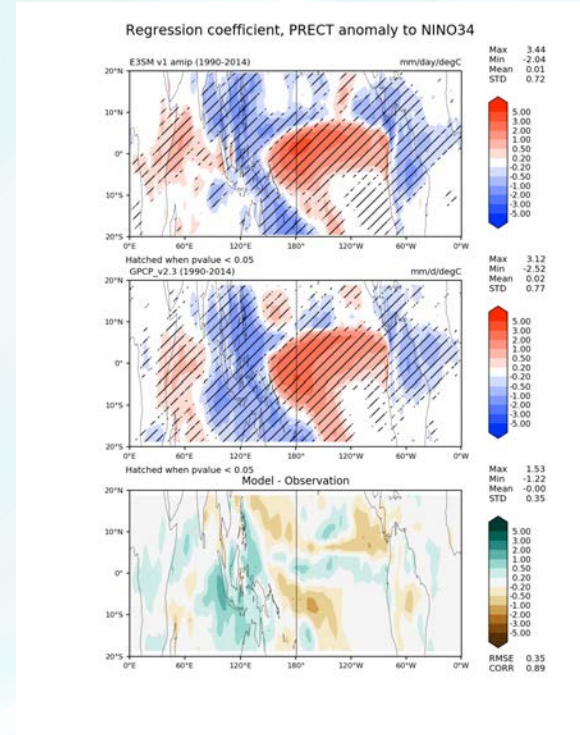 Regression coefficient, PRECT anomaly to NINO34
E3SM v1 amip (1990-2014) mm/day/degC
Max 3.44
Min -2.04
Mean 0.01
STD 0.72
20°N
10°N
0°
10°S
20°S
0°E 60°E 120°E 180° 120°W 60°W 0°W
5.00
3.00
2.00
1.00
0.50
0.20
-0.20
-0.50
-1.00
-2.00
-3.00
-5.00
Hatched when pvalue < 0.05
GPCP_v2.3 (1990-2014) mm/d/degC
Max 3.12
Min -2.52
Mean 0.02
STD 0.77
20°N
10°N
0°
10°S
20°S
0°E 60°E 120°E 180° 120°W 60°W 0°W
5.00
3.00
2.00
1.00
0.50
0.20
-0.20
-0.50
-1.00
-2.00
-3.00
-5.00
Hatched when pvalue < 0.05
Model - Observation
Max 1.53
Min -1.22
Mean -0.00
STD 0.35
20°N
10°N
0°
10°S
20°S
0°E 60°E 120°E 180° 120°W 60°W 0°W
5.00
3.00
2.00
1.00
0.50
0.20
-0.20
-0.50
-1.00
-2.00
-3.00
-5.00
RMSE 0.35
CORR 0.89